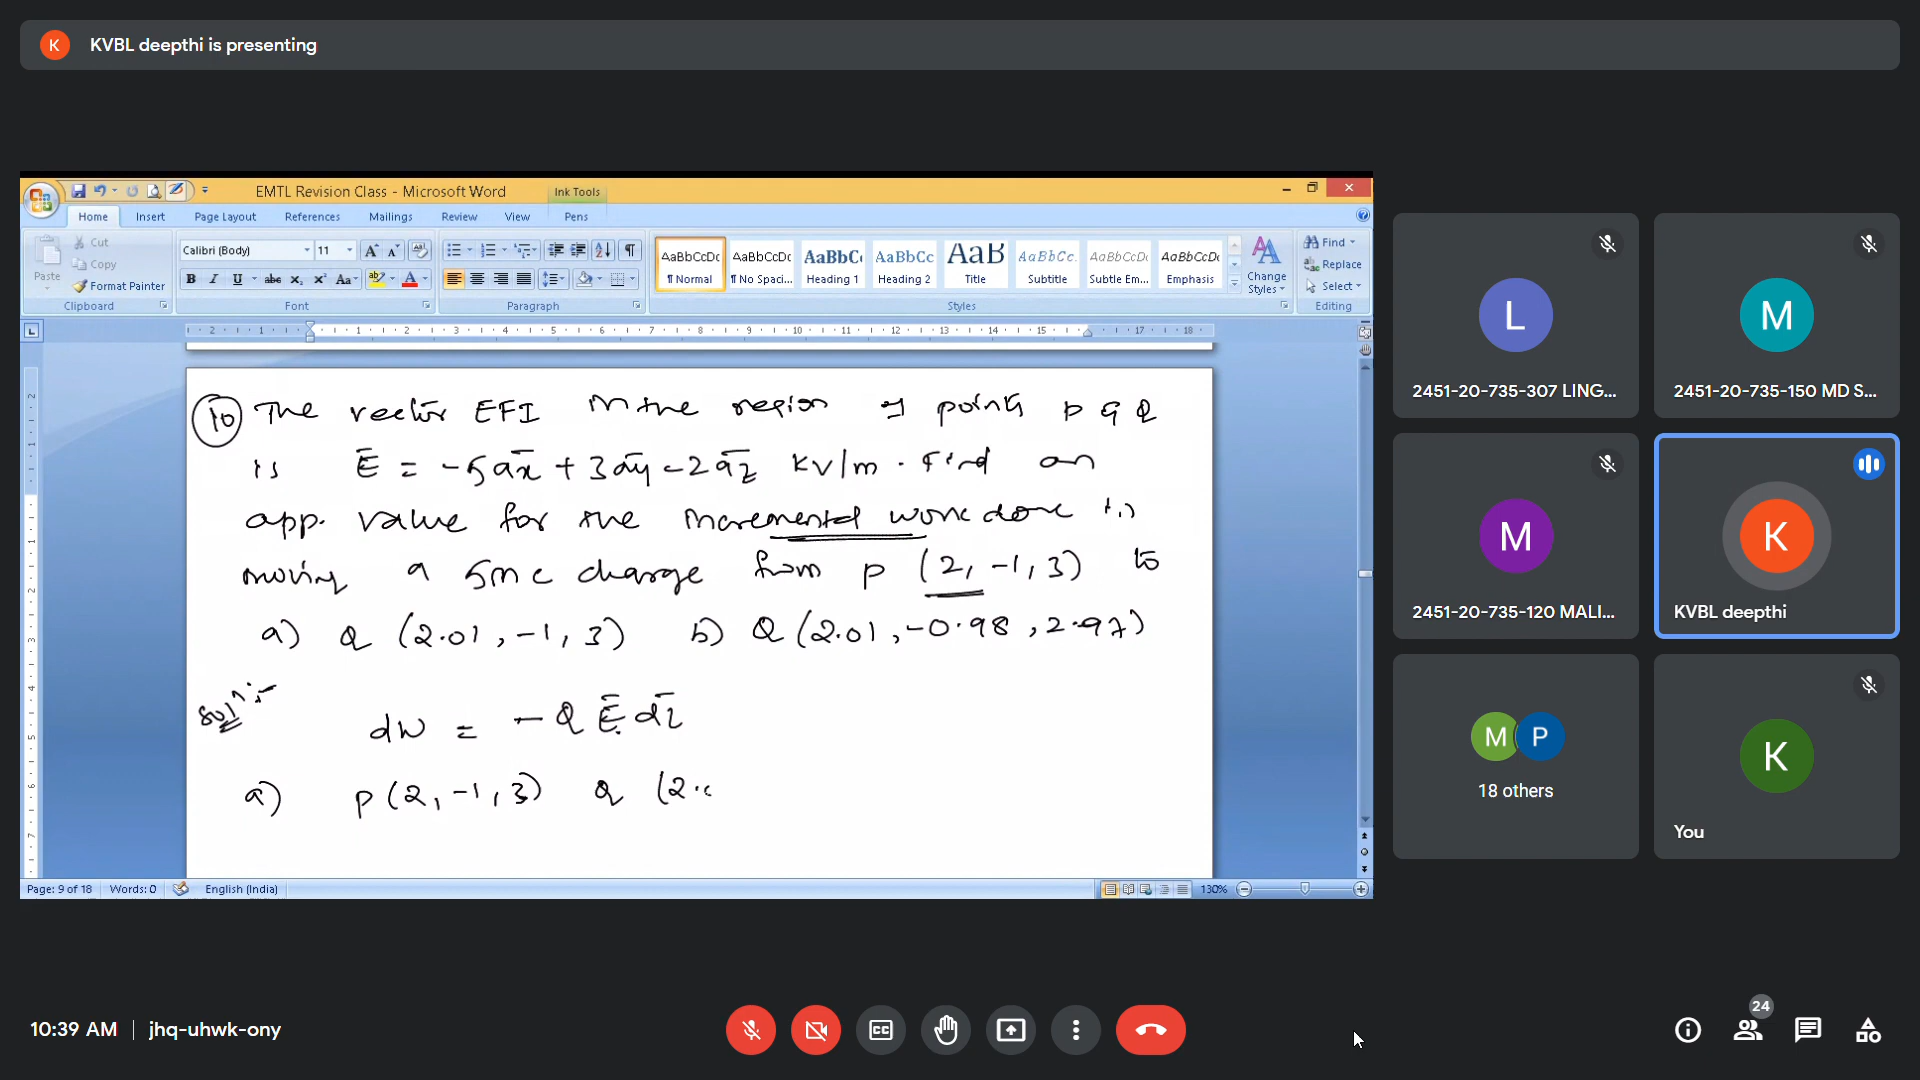 K KVBL deepthi is presenting
EMTL Revision Class - Microsoft Word
Ink Tools
Home Insert Page Layout References Mailings Review View Pens
Paste
Cut
Copy
Format Painter
Clipboard
Calibri (Body) 11
Font
Paragraph
AaBbCcDc AaBbCcDc AaBbC AaBbCc AaB AaBbCc. AaBbCcDc AaBbCcDc
¶ Normal ¶ No Spaci... Heading 1 Heading 2 Title Subtitle Subtle Em... Emphasis
Change Styles
Styles
Find
Replace
Select
Editing
10 The vector EFI in the region of points P & Q
is E̅ = -5 a̅x + 3 a̅y - 2 a̅z KV/m. Find an
app. value for the incremental work done in
moving a 5mc charge from p (2, -1, 3) to
a) Q (2.01, -1, 3) b) Q (2.01, -0.98, 2.97)
Sol:-
dW = - Q E̅.dl̅
a) P(2, -1, 3) Q (2.
Page: 9 of 18 Words: 0 English (India) 130%
L
2451-20-735-307 LING...
M
2451-20-735-150 MD S...
M
2451-20-735-120 MALI...
K
KVBL deepthi
M P
18 others
K
You
10:39 AM | jhq-uhwk-ony
24